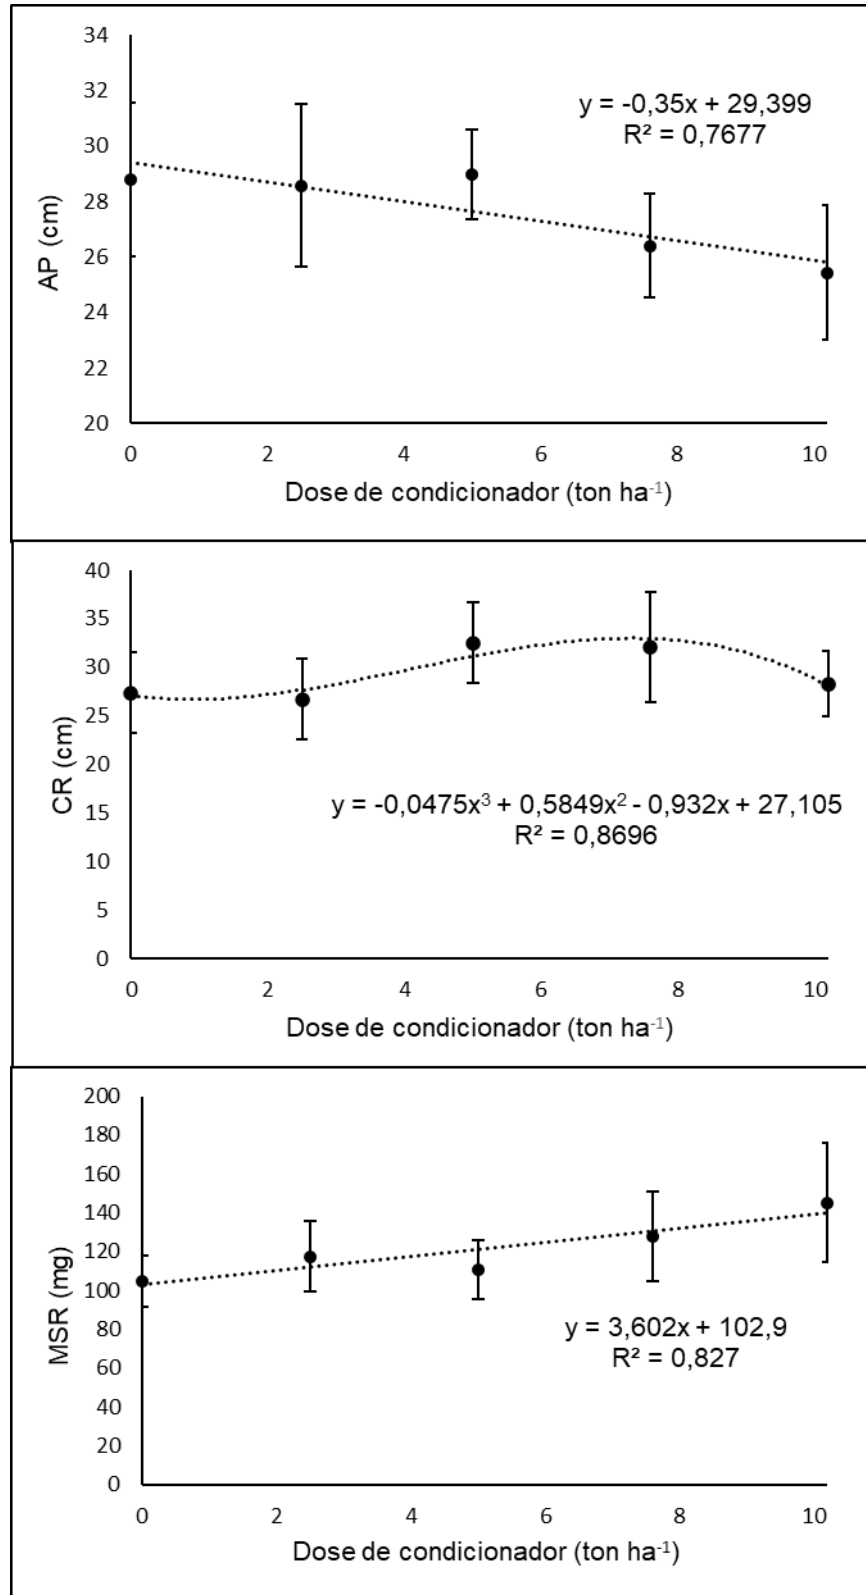 34
32
30
28
26
24
22
20
AP (cm)
y = -0,35x + 29,399
R² = 0,7677
0 2 4 6 8 10
Dose de condicionador (ton ha⁻¹)
40
35
30
25
20
15
10
5
0
CR (cm)
y = -0,0475x³ + 0,5849x² - 0,932x + 27,105
R² = 0,8696
0 2 4 6 8 10
Dose de condicionador (ton ha⁻¹)
200
180
160
140
120
100
80
60
40
20
0
MSR (mg)
y = 3,602x + 102,9
R² = 0,827
0 2 4 6 8 10
Dose de condicionador (ton ha⁻¹)